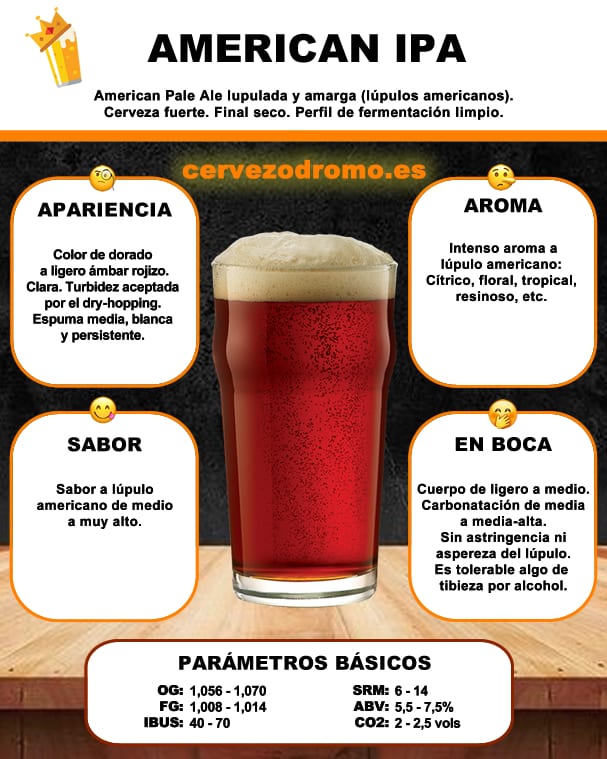 AMERICAN IPA
American Pale Ale lupulada y amarga (lúpulos americanos).
Cerveza fuerte. Final seco. Perfil de fermentación limpio.
cervezodromo.es
APARIENCIA
Color de dorado
a ligero ámbar rojizo.
Clara. Turbidez aceptada
por el dry-hopping.
Espuma media, blanca
y persistente.
AROMA
Intenso aroma a
lúpulo americano:
Cítrico, floral, tropical,
resinoso, etc.
SABOR
Sabor a lúpulo
americano de medio
a muy alto.
EN BOCA
Cuerpo de ligero a medio.
Carbonatación de media
a media-alta.
Sin astringencia ni
aspereza del lúpulo.
Es tolerable algo de
tibieza por alcohol.
PARÁMETROS BÁSICOS
OG: 1,056 - 1,070
FG: 1,008 - 1,014
IBUS: 40 - 70
SRM: 6 - 14
ABV: 5,5 - 7,5%
CO2: 2 - 2,5 vols